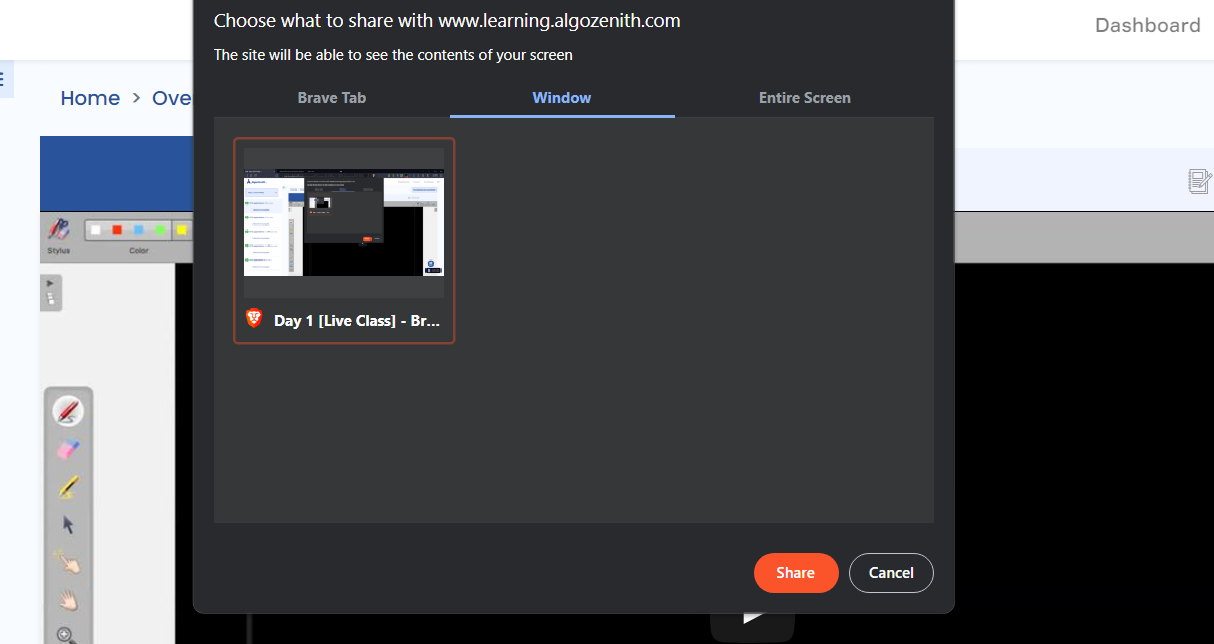 Choose what to share with www.learning.algozenith.com
Dashboard
The site will be able to see the contents of your screen
Home > Ove
Brave Tab
Window
Entire Screen
Stylus
Color
Day 1 [Live Class] - Br...
Share
Cancel